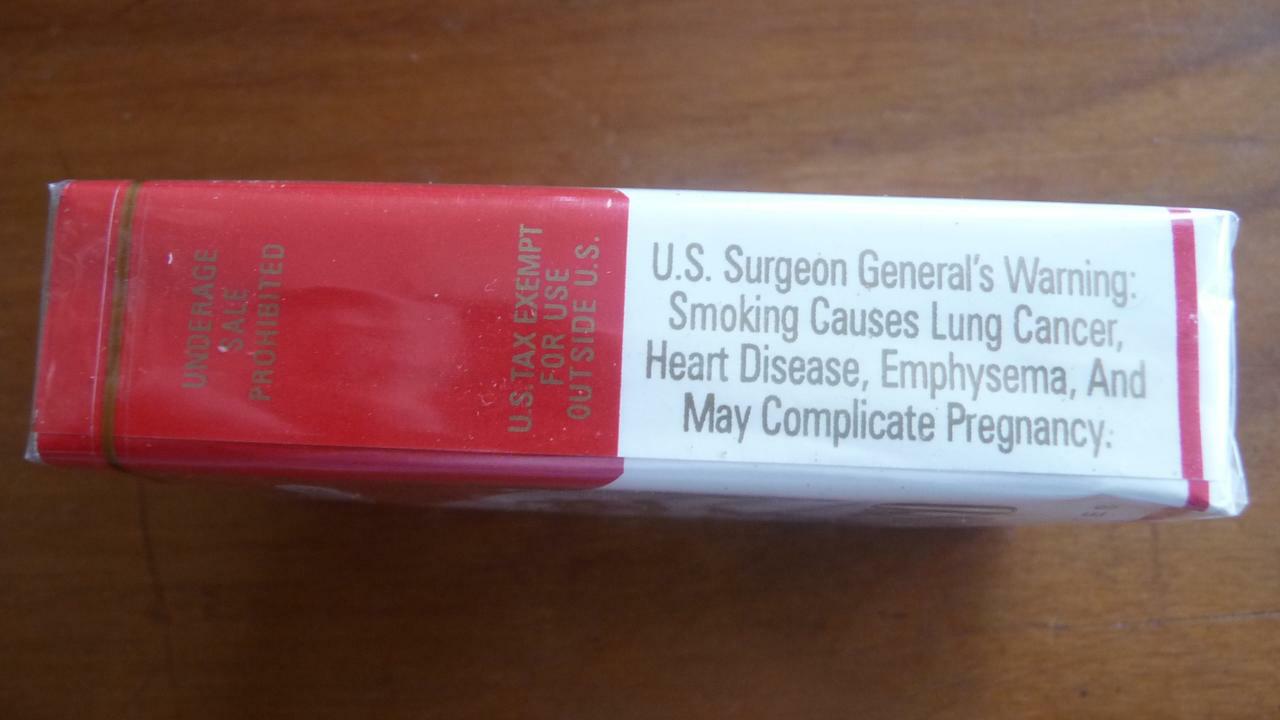 UNDERAGE
SALE
PROHIBITED
U.S. TAX EXEMPT
FOR USE
OUTSIDE U.S.
U.S. Surgeon General's Warning:
Smoking Causes Lung Cancer,
Heart Disease, Emphysema, And
May Complicate Pregnancy.